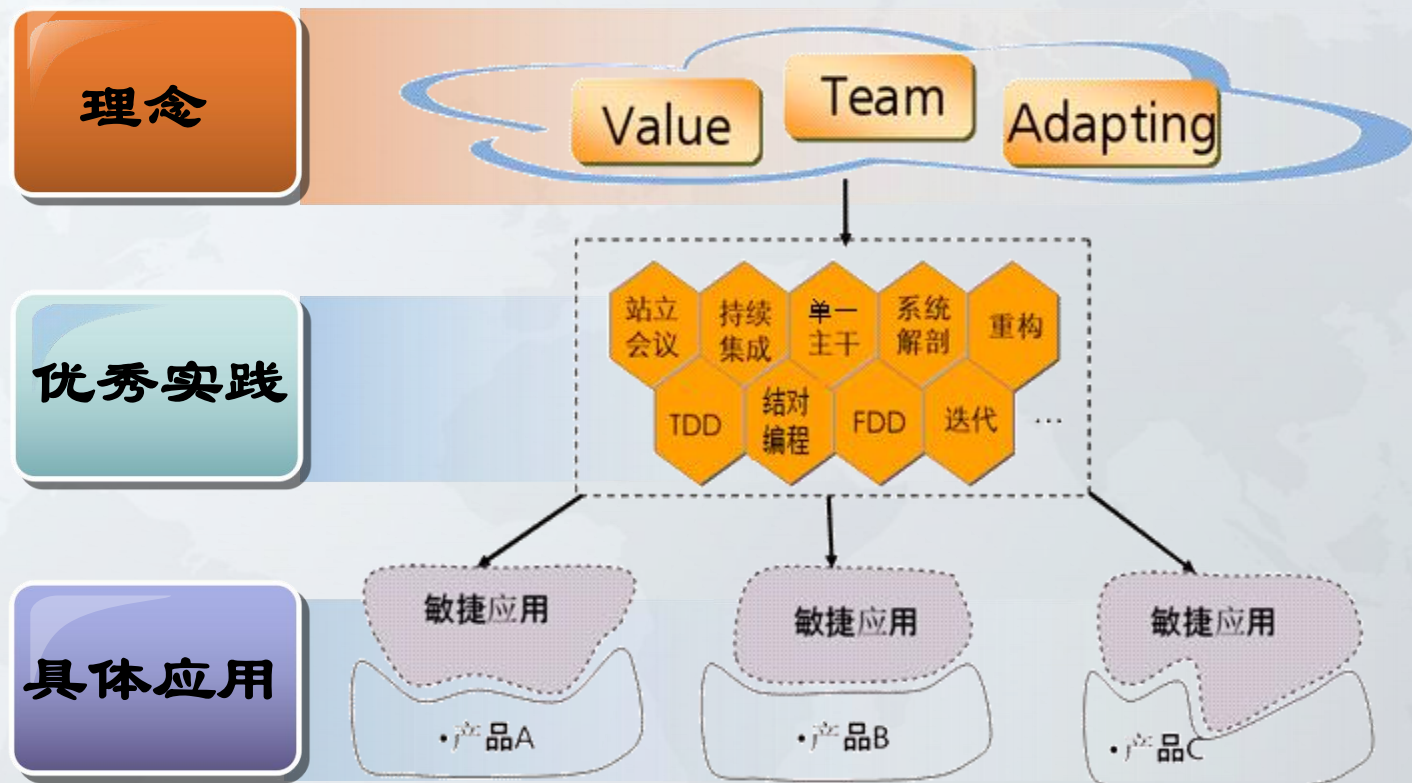 理念
Value
Team
Adapting
优秀实践
站立
会议
持续
集成
单一
主干
系统
解剖
重构
TDD
结对
编程
FDD
迭代
…
具体应用
敏捷应用
敏捷应用
敏捷应用
•产品A
•产品B
•产品C